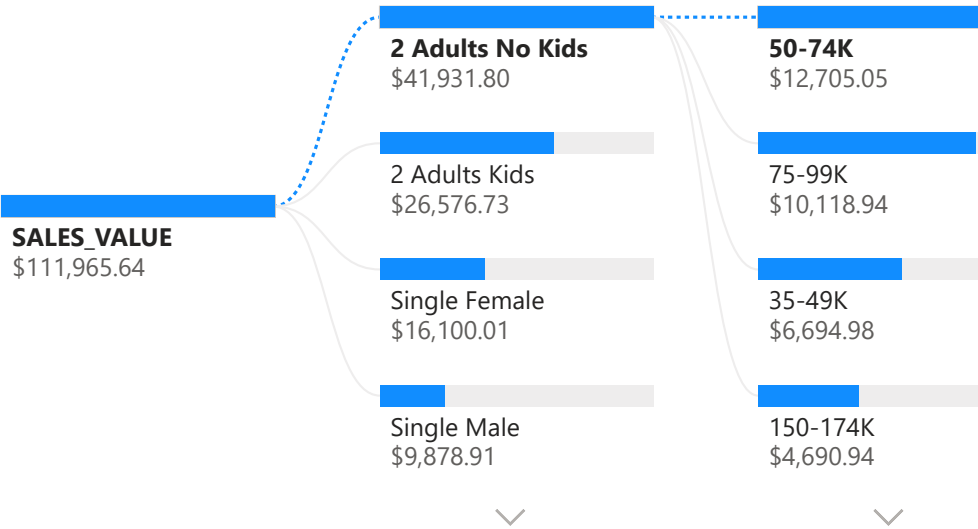 SALES_VALUE
$111,965.64
2 Adults No Kids
$41,931.80
2 Adults Kids
$26,576.73
Single Female
$16,100.01
Single Male
$9,878.91
50-74K
$12,705.05
75-99K
$10,118.94
35-49K
$6,694.98
150-174K
$4,690.94